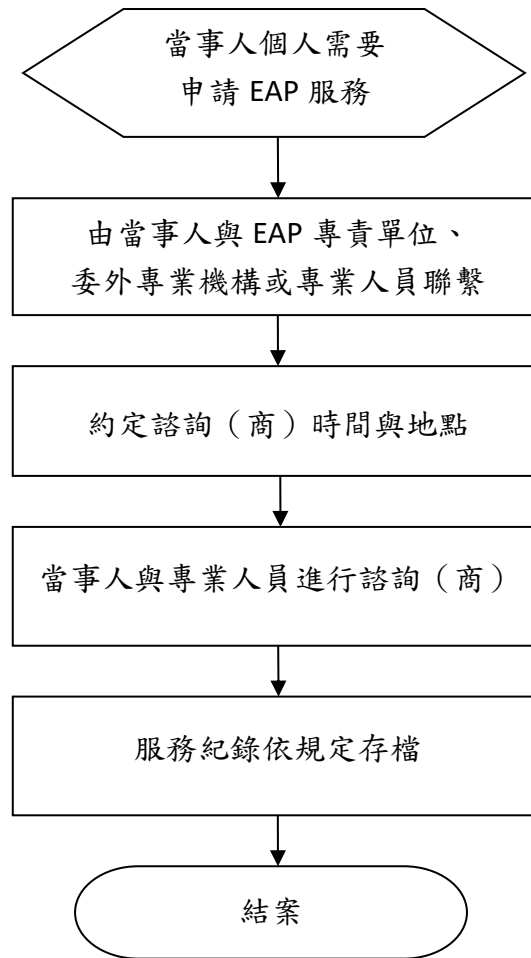 當事人個人需要
申請 EAP 服務
由當事人與 EAP 專責單位、
委外專業機構或專業人員聯繫
約定諮詢（商）時間與地點
當事人與專業人員進行諮詢（商）
服務紀錄依規定存檔
結案